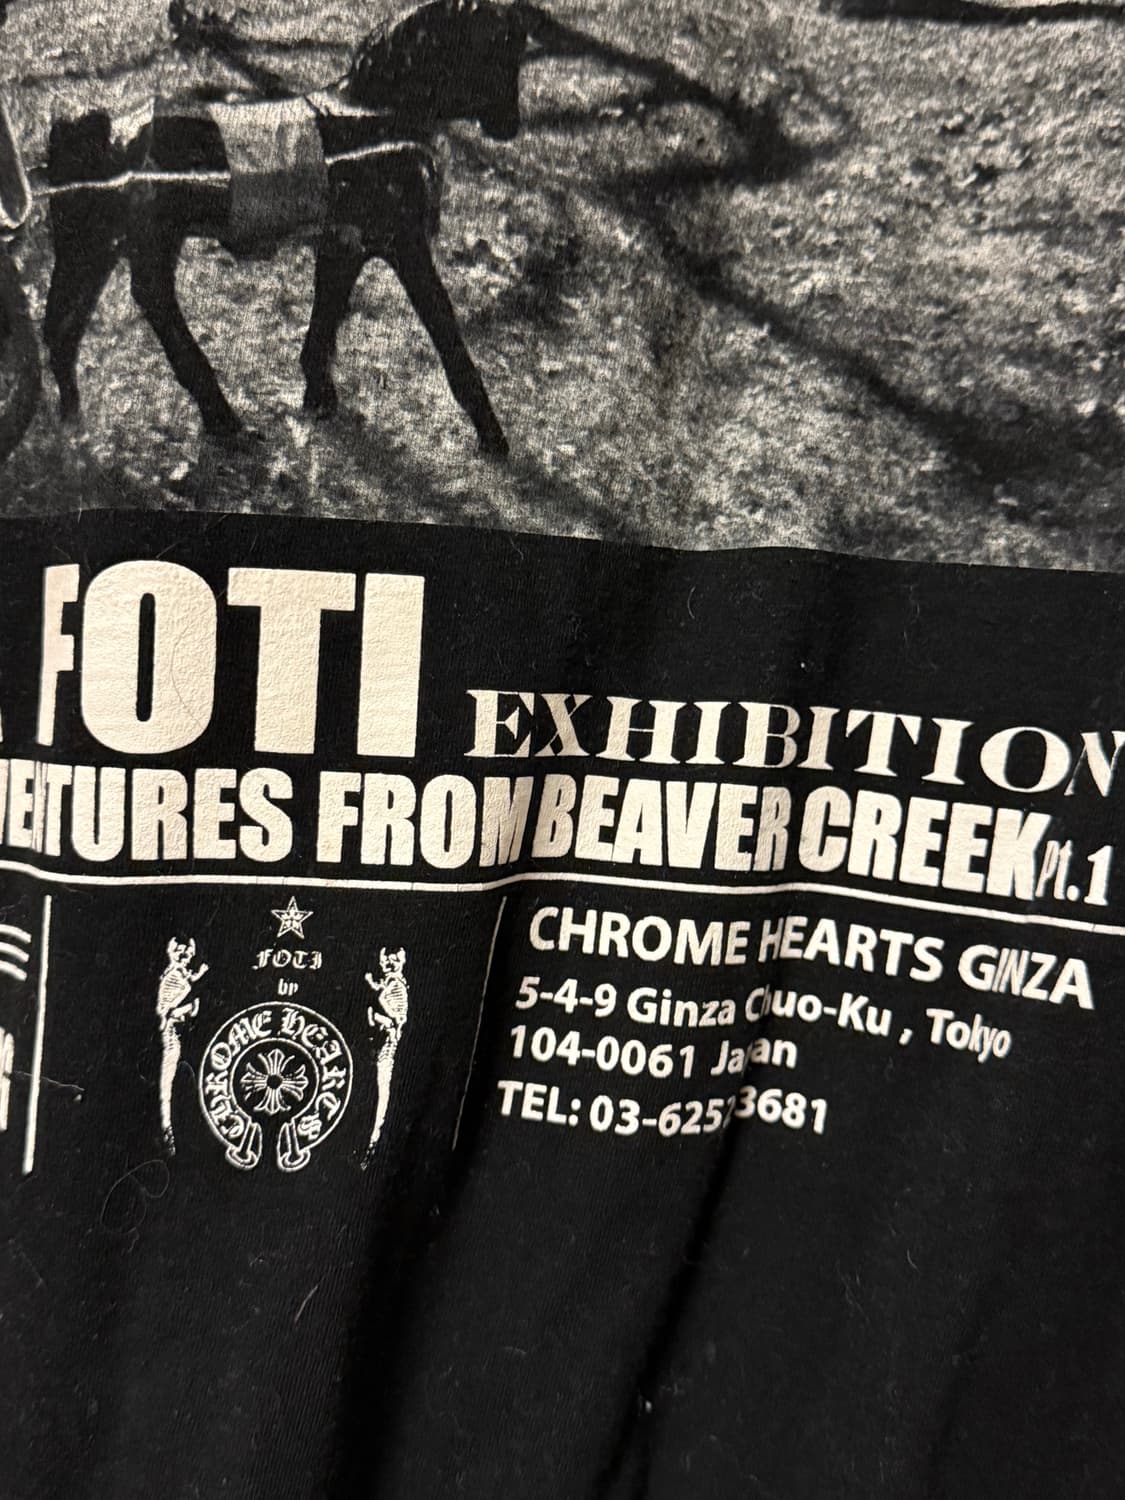 FOTI EXHIBITION
TURES FROM BEAVER CREEK Pt.1
FOTI
by
CHROME HEARTS
CHROME HEARTS GINZA
5-4-9 Ginza Chuo-Ku , Tokyo
104-0061 Japan
TEL: 03-625 3681